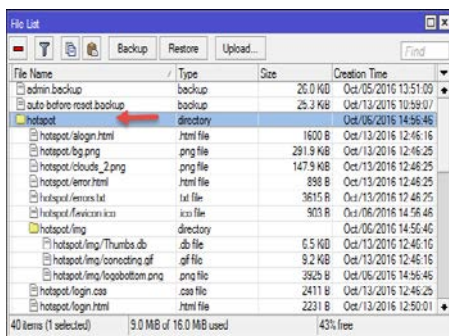 File List
Backup Restore Upload... Find
File Name / Type Size Creation Time
admin.backup backup 26.0 KiB Oct/05/2016 13:51:09
auto before reset.backup backup 25.3 KiB Oct/13/2016 10:59:07
hotspot directory Oct/06/2016 14:56:46
hotspot/alogin.html .html file 1600 B Oct/13/2016 12:46:16
hotspot/bg.png .png file 291.9 KiB Oct/13/2016 12:46:25
hotspot/clouds_2.png .png file 147.9 KiB Oct/13/2016 12:46:25
hotspot/error.html .html file 898 B Oct/13/2016 12:46:25
hotspot/errors.txt .txt file 3615 B Oct/13/2016 12:46:25
hotspot/favicon.ico .ico file 903 B Oct/06/2016 14:56:46
hotspot/img directory Oct/06/2016 14:56:46
hotspot/img/Thumbs.db .db file 6.5 KiB Oct/13/2016 12:46:16
hotspot/img/conecting.gif .gif file 9.2 KiB Oct/13/2016 12:46:16
hotspot/img/logobottom.png .png file 3925 B Oct/06/2016 14:56:46
hotspot/login.css .css file 2411 B Oct/13/2016 12:46:25
hotspot/login.html .html file 2231 B Oct/13/2016 12:50:01
40 items (1 selected) 9.0 MiB of 16.0 MiB used 43% free